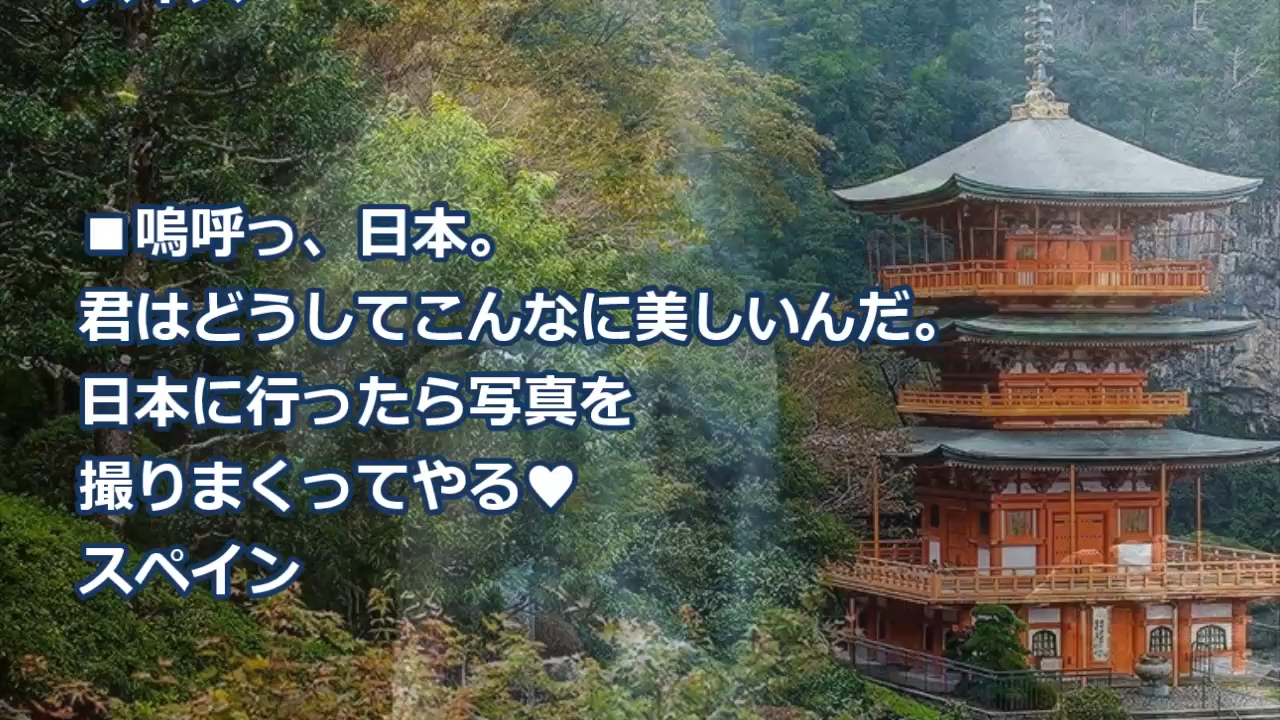 ■嗚呼っ、日本。
君はどうしてこんなに美しいんだ。
日本に行ったら写真を
撮りまくってやる♥
スペイン